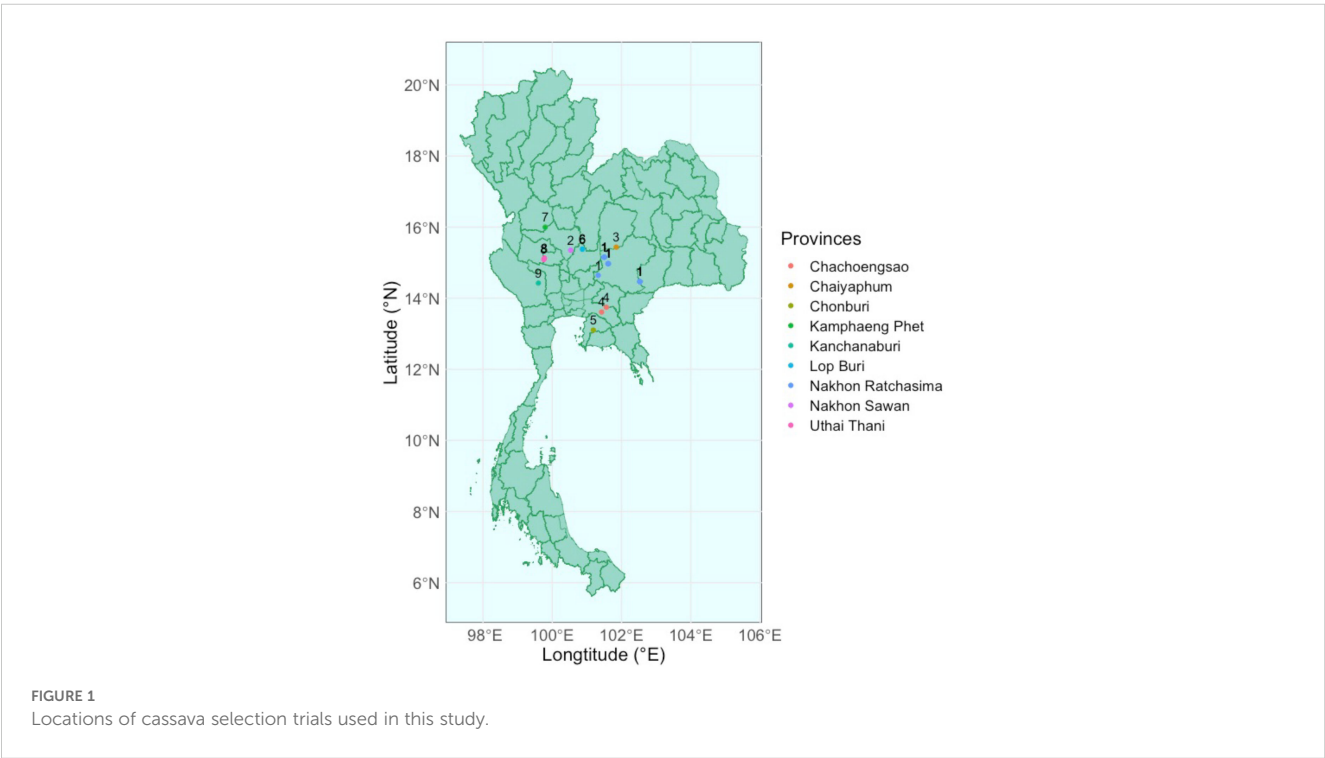 20°N
18°N
16°N
14°N
12°N
10°N
8°N
6°N
Latitude (°N)
7
2
6
1
3
1
8
1
1
9
4
4
5
98°E
100°E
102°E
104°E
106°E
Longtitude (°E)
Provinces
Chachoengsao
Chaiyaphum
Chonburi
Kamphaeng Phet
Kanchanaburi
Lop Buri
Nakhon Ratchasima
Nakhon Sawan
Uthai Thani
FIGURE 1
Locations of cassava selection trials used in this study.